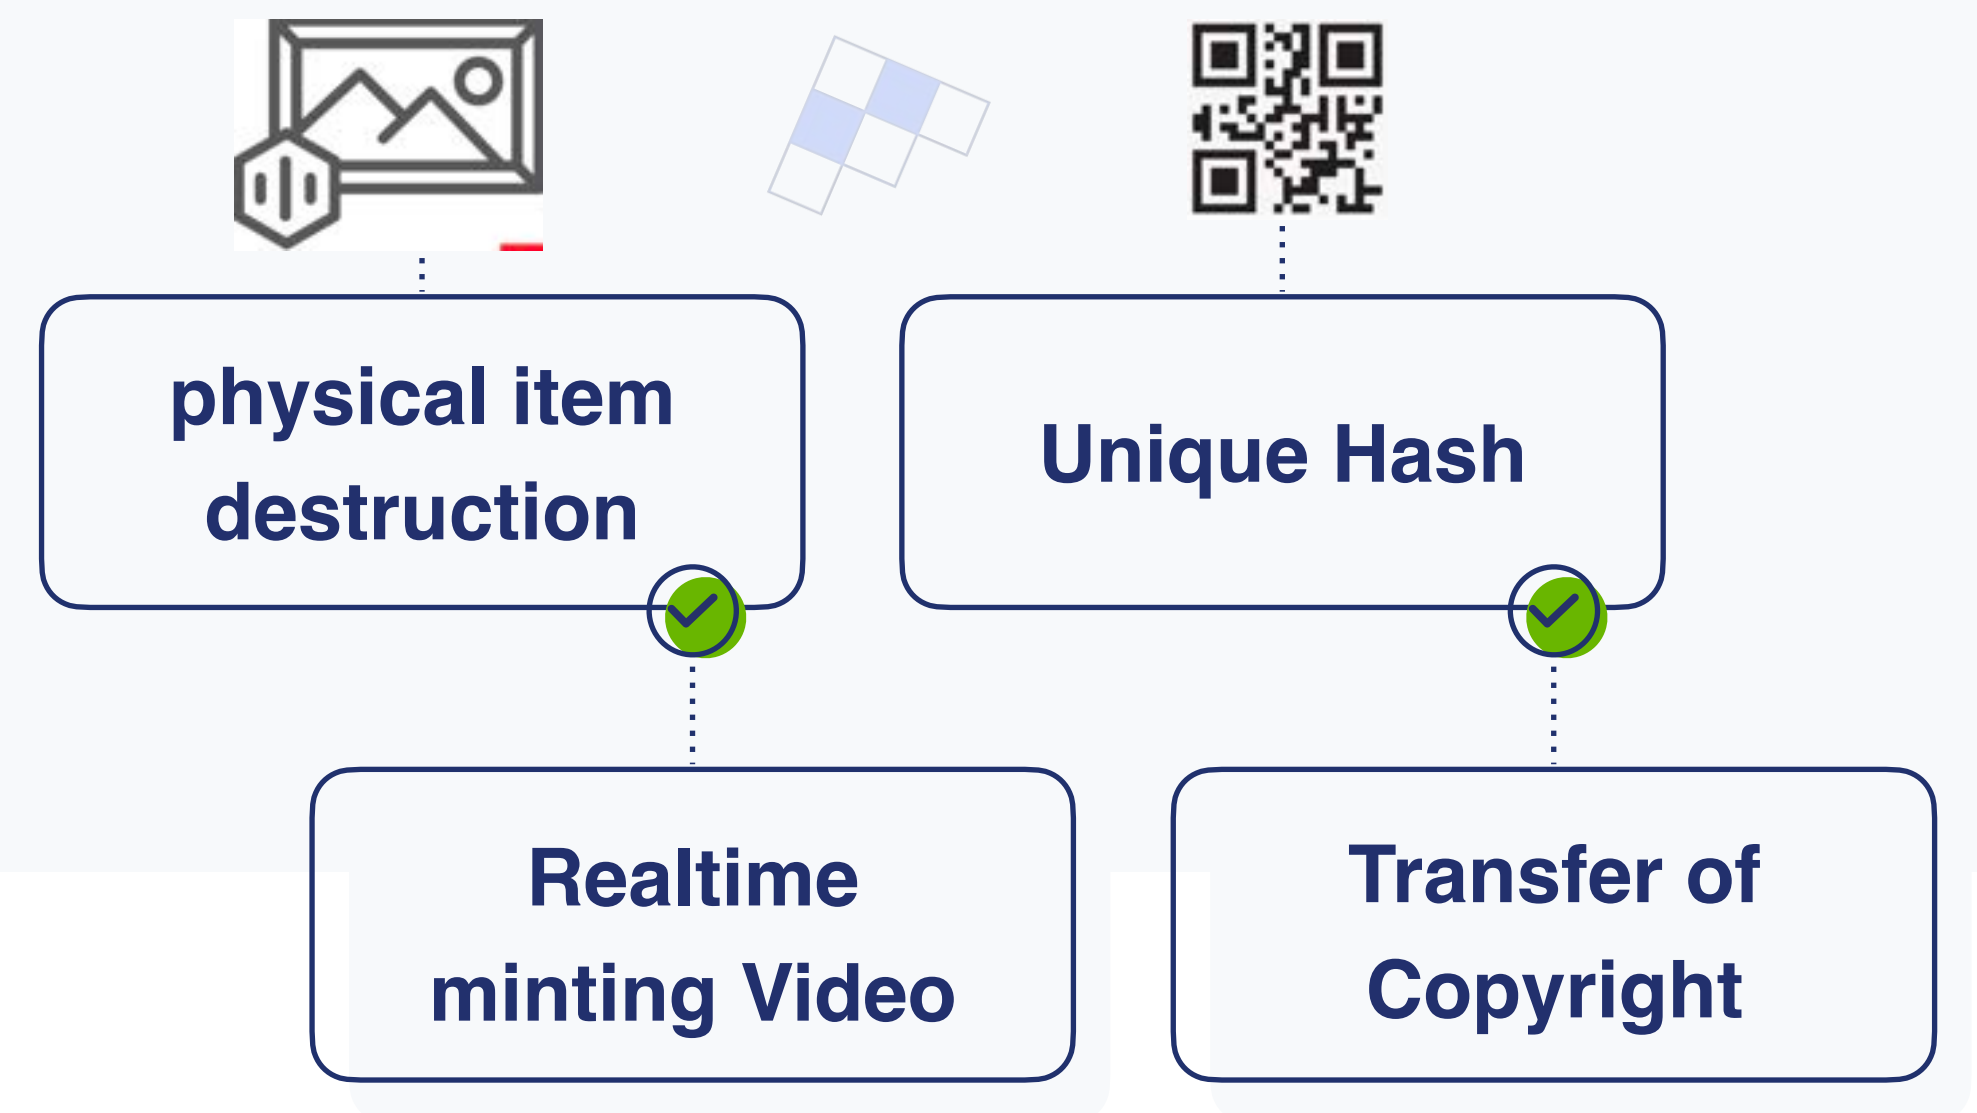 physical item
destruction
Unique Hash
Realtime
minting Video
Transfer of
Copyright